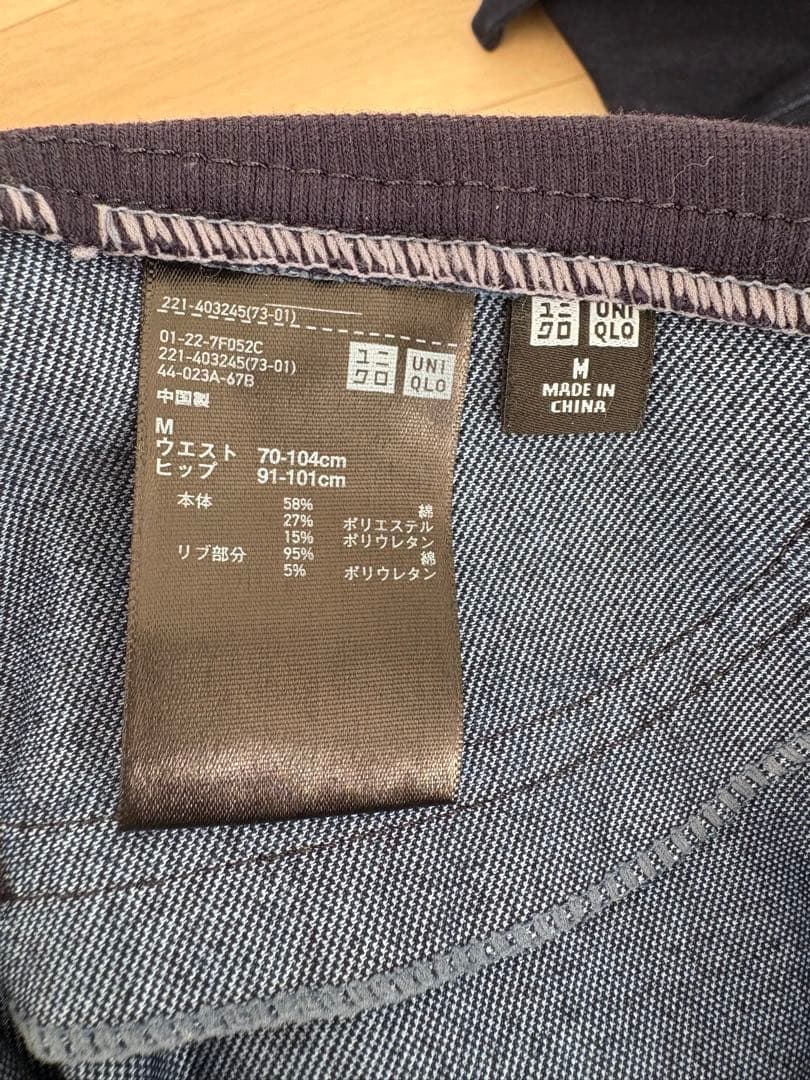 221-403245(73-01)
01-22-7F052C
221-403245(73-01)
44-023A-67B
ユニ
クロ
UNI
QLO
中国製
M
ウエスト 70-104cm
ヒップ 91-101cm
本体 58% 綿
27% ポリエステル
15% ポリウレタン
リブ部分 95% 綿
5% ポリウレタン
ユニ
クロ
UNI
QLO
M
MADE IN
CHINA